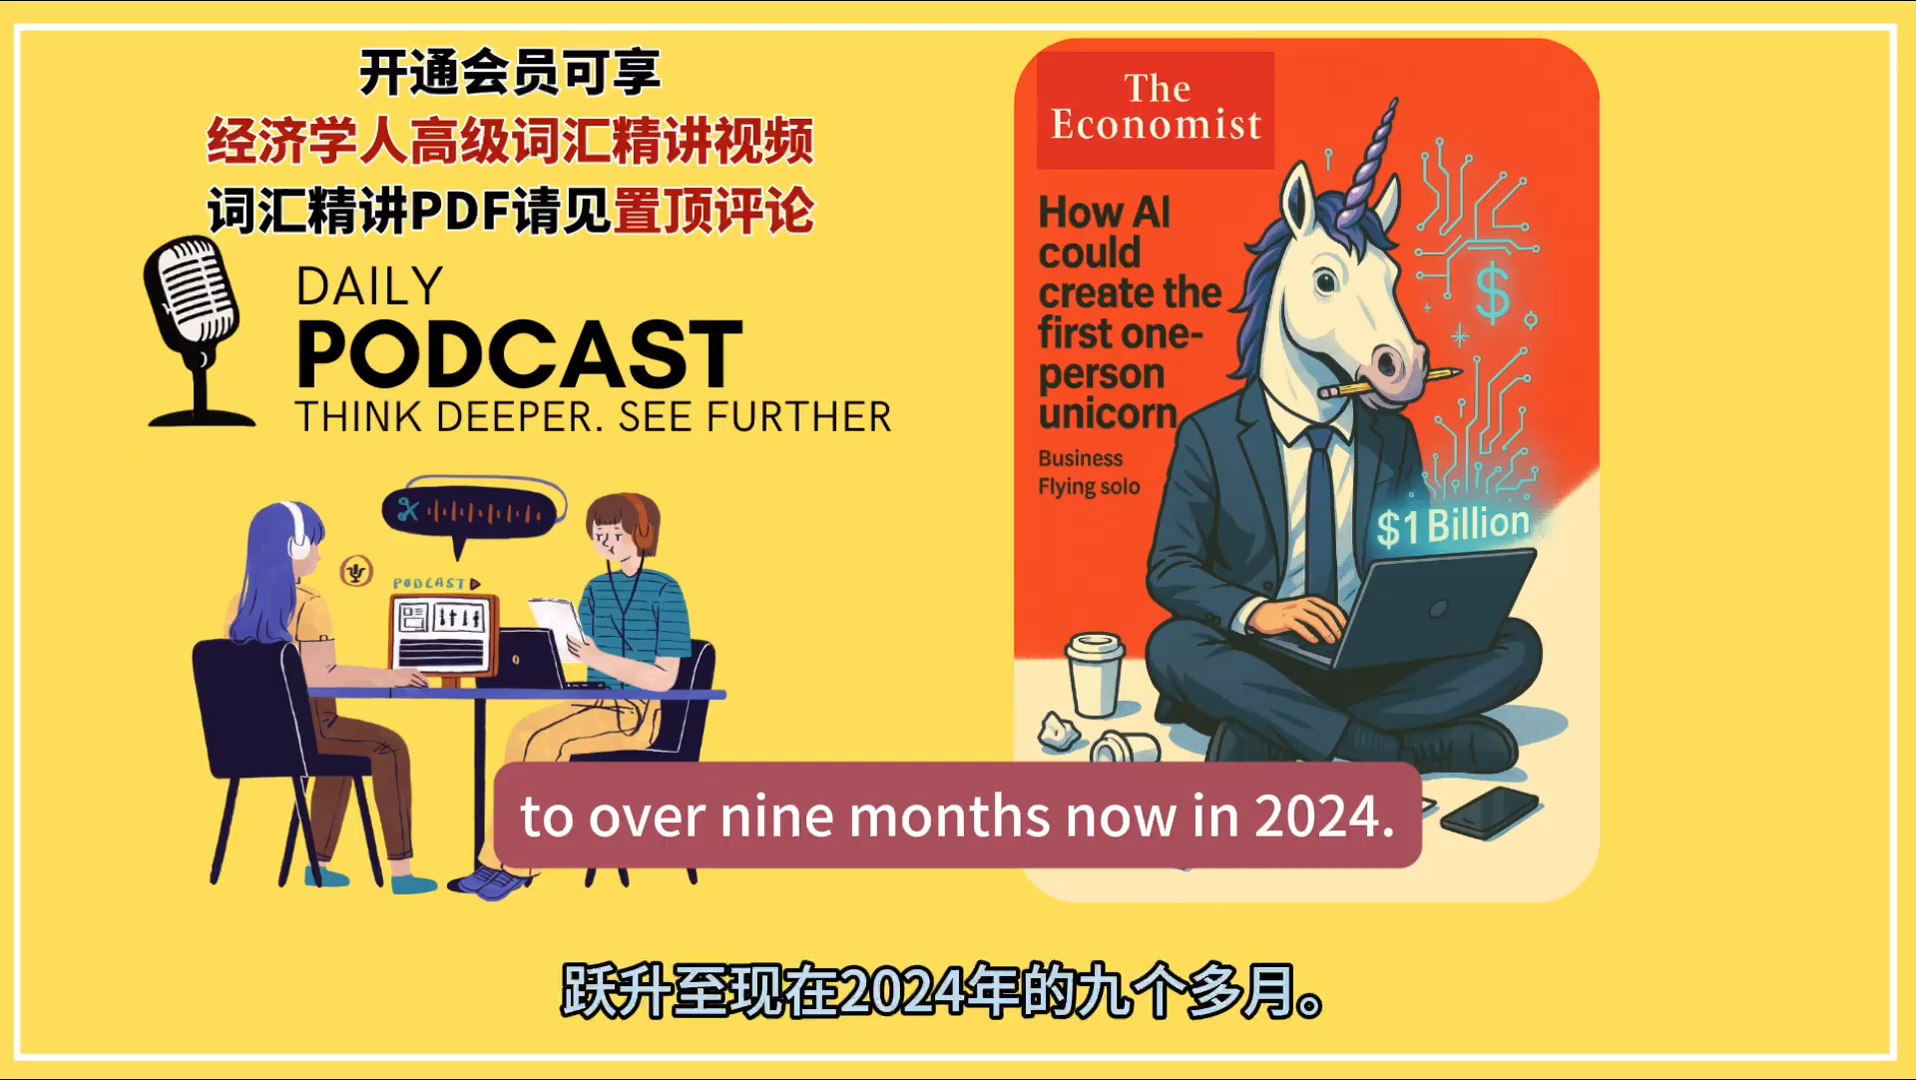 开通会员可享
经济学人高级词汇精讲视频
词汇精讲PDF请见置顶评论
DAILY
PODCAST
THINK DEEPER. SEE FURTHER
PODCAST
The
Economist
How AI
could
create the
first one-
person
unicorn
Business
Flying solo
$
$1 Billion
to over nine months now in 2024.
跃升至现在2024年的九个多月。